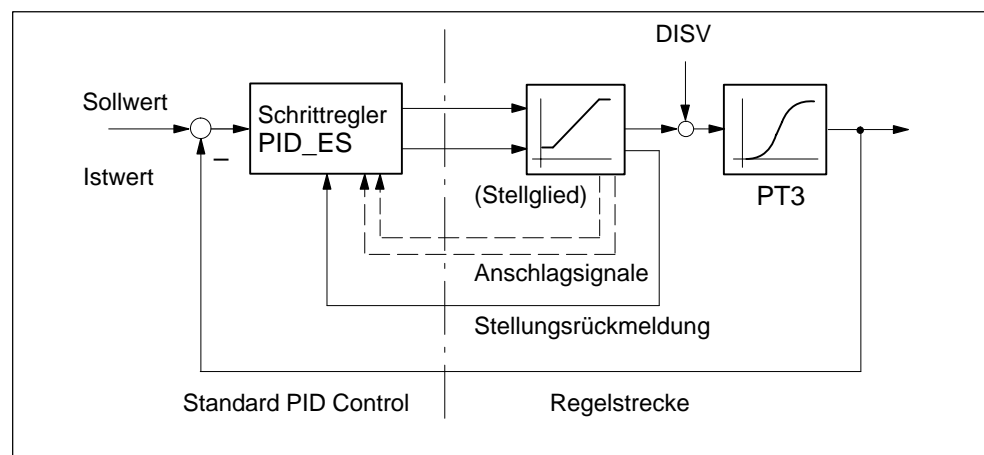 DISV
Sollwert
Schrittregler
PID_ES
Istwert
–
(Stellglied)
PT3
Anschlagsignale
Stellungsrückmeldung
Standard PID Control
Regelstrecke